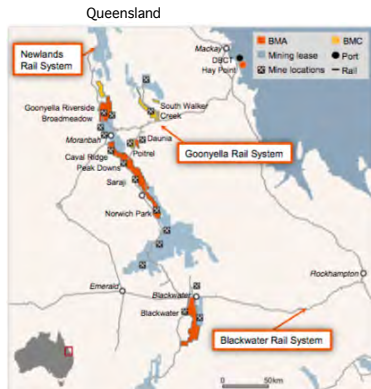 Queensland
Newlands
Rail System
Mackay
DBCT
Hay Point
BMA
BMC
Mining lease
Port
Mine locations
Rail
Goonyella Riverside
Broadmeadow
South Walker
Creek
Moranbah
Daunia
Poitrel
Goonyella Rail System
Caval Ridge
Peak Downs
Saraji
Norwich Park
Emerald
Blackwater
Rockhampton
Blackwater
Blackwater Rail System
0
50km